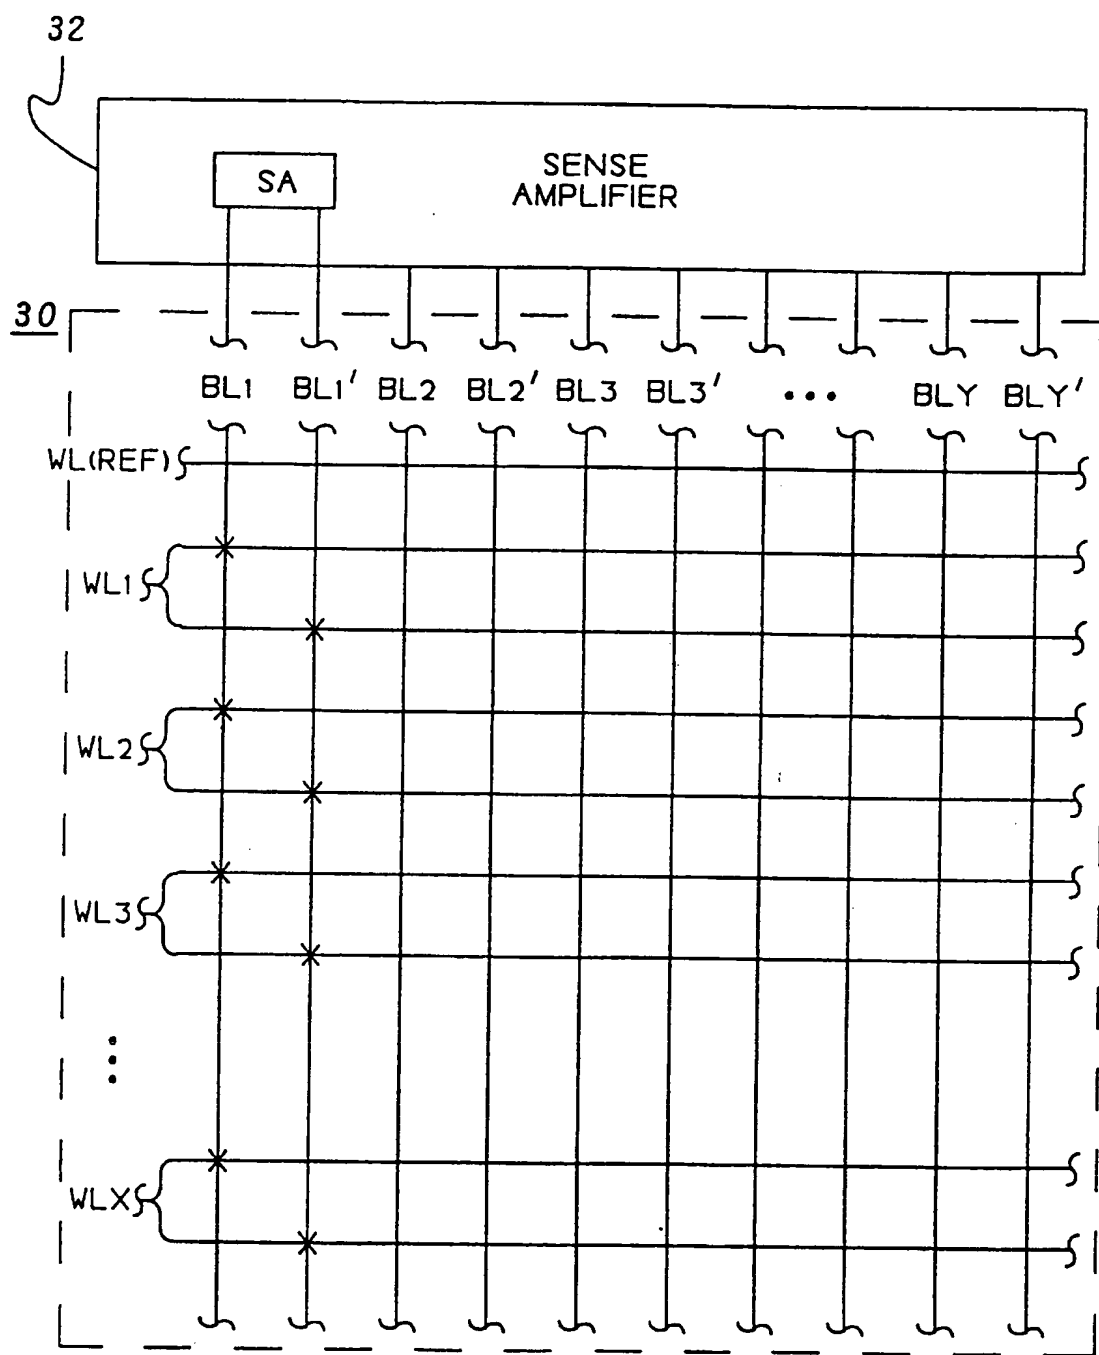 32
SA
SENSE
AMPLIFIER
30
BL1 BL1' BL2 BL2' BL3 BL3' ••• BLY BLY'
WL(REF)
WL1
WL2
WL3
WLX